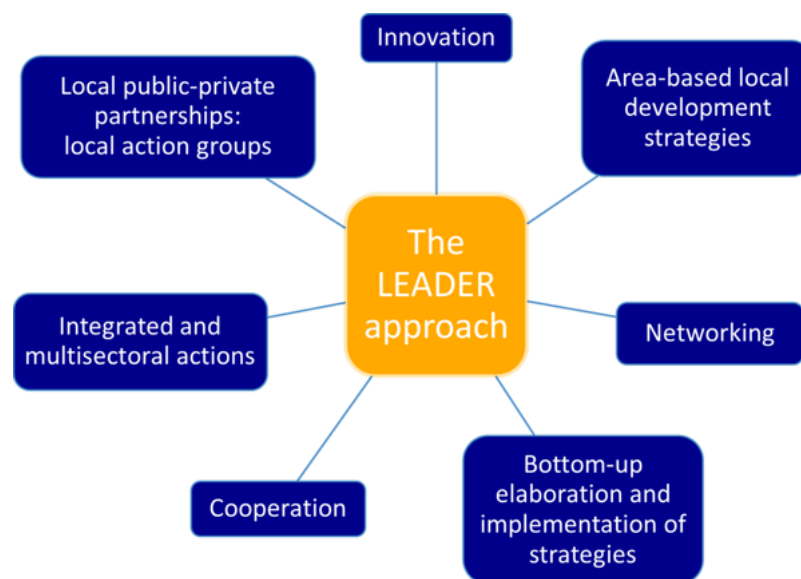 Innovation
Local public-private
partnerships:
local action groups
Area-based local
development
strategies
The
LEADER
approach
Integrated and
multisectoral actions
Networking
Cooperation
Bottom-up
elaboration and
implementation of
strategies